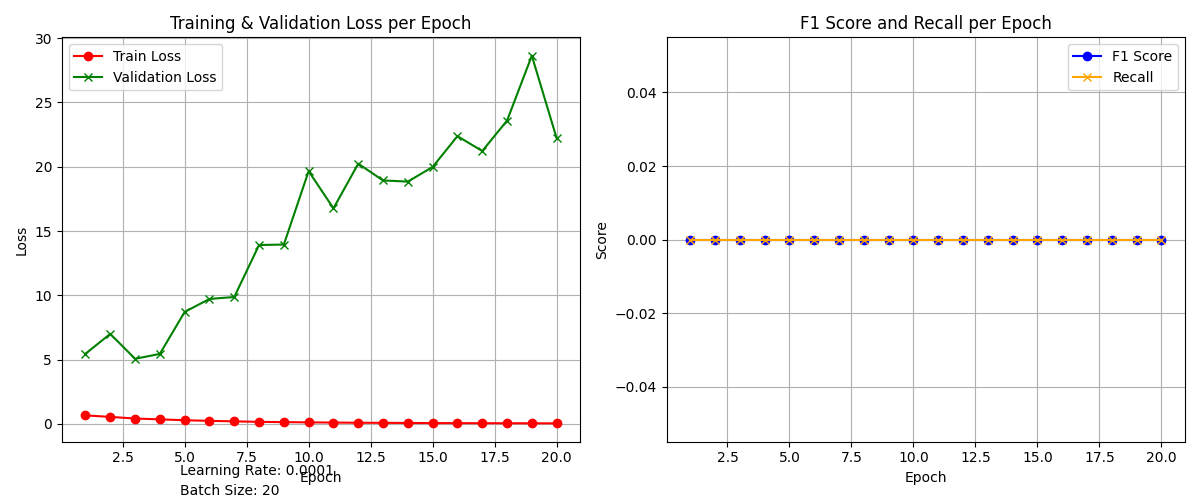 Training & Validation Loss per Epoch
Train Loss
Validation Loss
Loss
30
25
20
15
10
5
0
2.5 5.0 7.5 10.0 12.5 15.0 17.5 20.0
Epoch
Learning Rate: 0.0001
Batch Size: 20
F1 Score and Recall per Epoch
F1 Score
Recall
Score
0.04
0.02
0.00
−0.02
−0.04
2.5 5.0 7.5 10.0 12.5 15.0 17.5 20.0
Epoch